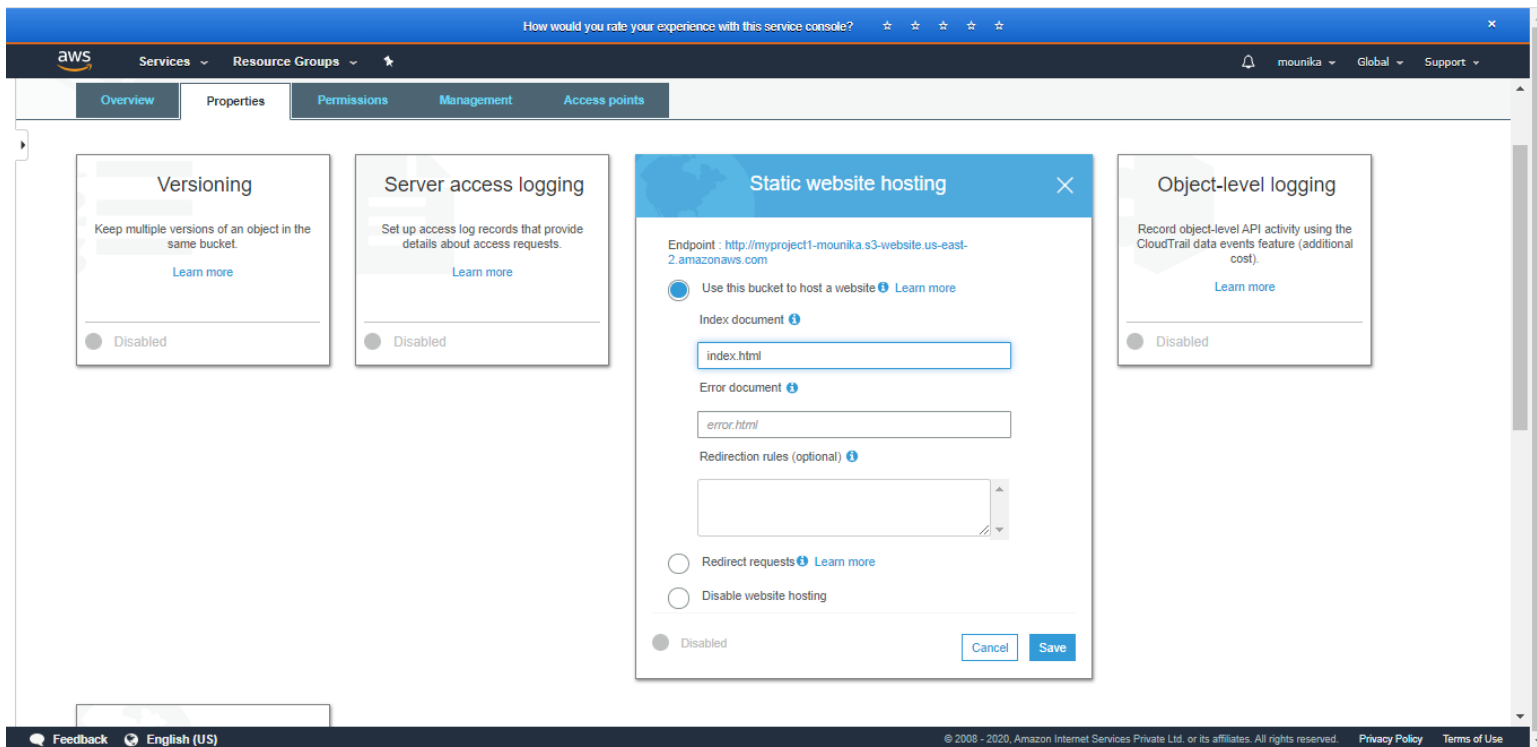 How would you rate your experience with this service console?
aws Services Resource Groups mounika Global Support
Overview Properties Permissions Management Access points
Versioning
Keep multiple versions of an object in the
same bucket.
Learn more
Disabled
Server access logging
Set up access log records that provide
details about access requests.
Learn more
Disabled
Static website hosting
Endpoint : http://myproject1-mounika.s3-website.us-east-
2.amazonaws.com
Use this bucket to host a website Learn more
Index document
index.html
Error document
error.html
Redirection rules (optional)
Redirect requests Learn more
Disable website hosting
Disabled
Cancel Save
Object-level logging
Record object-level API activity using the
CloudTrail data events feature (additional
cost).
Learn more
Disabled
Feedback English (US) © 2008 - 2020, Amazon Internet Services Private Ltd. or its affiliates. All rights reserved. Privacy Policy Terms of Use